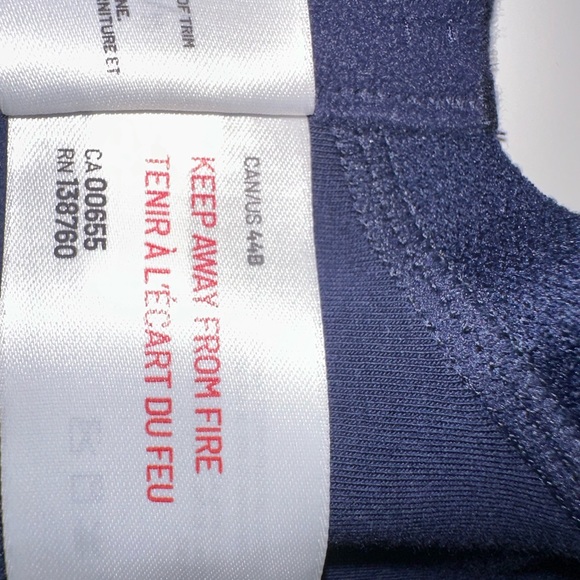 OF TRIM
NE.
INTURE ET
CAN/US 44B
KEEP AWAY FROM FIRE
TENIR À L'ÉCART DU FEU
CA 00655
RN 138760